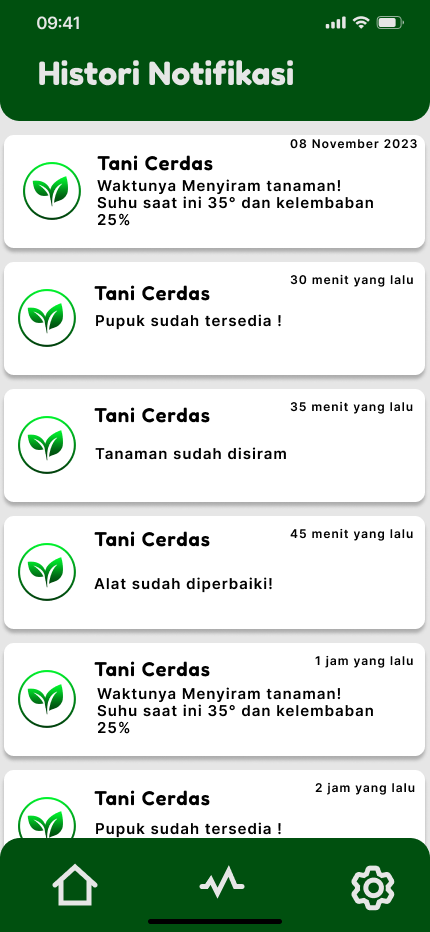 09:41
Histori Notifikasi
08 November 2023
Tani Cerdas
Waktunya Menyiram tanaman!
Suhu saat ini 35° dan kelembaban
25%
30 menit yang lalu
Tani Cerdas
Pupuk sudah tersedia !
35 menit yang lalu
Tani Cerdas
Tanaman sudah disiram
45 menit yang lalu
Tani Cerdas
Alat sudah diperbaiki!
1 jam yang lalu
Tani Cerdas
Waktunya Menyiram tanaman!
Suhu saat ini 35° dan kelembaban
25%
2 jam yang lalu
Tani Cerdas
Pupuk sudah tersedia !